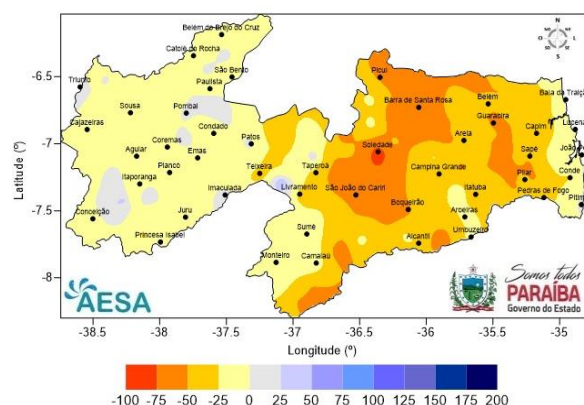 Belém do Brejo do Cruz
Catolé do Rocha
São Bento
Paulista
Triunfo
Sousa
Pombal
Cajazeiras
Condado
Coremas
Patos
Aguiar
Emas
Piancó
Itaporanga
Imaculada
Conceição
Juru
Princesa Isabel
Teixeira
Taperoá
Livramento
Sumé
Monteiro
Camalaú
Picuí
Barra de Santa Rosa
Belém
Guarabira
Baía da Traiçã
Lucena
Capim
João
Areia
Sapé
Soledade
Campina Grande
Conde
São João do Cariri
Pilar
Pedras de Fogo
Pitim
Itatuba
Boqueirão
Aroeiras
Alcantil
Umbuzeiro
N
O
L
S
-6.5
-7
-7.5
-8
Latitude (º)
-38.5 -38 -37.5 -37 -36.5 -36 -35.5 -35
Longitude (º)
AESA
Somos todos
PARAÍBA
Governo do Estado
-100 -75 -50 -25 0 25 50 75 100 125 150 175 200